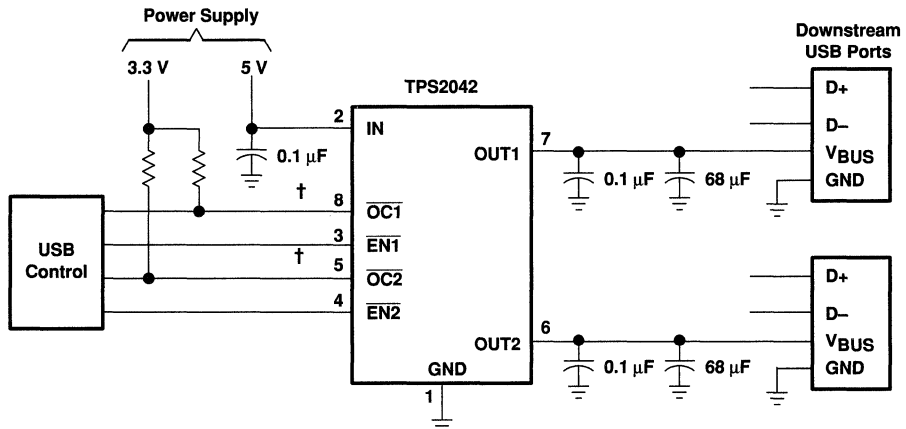 Power Supply
3.3 V
5 V
TPS2042
Downstream
USB Ports
D+
D–
VBUS
GND
2
IN
0.1 µF
OUT1
7
0.1 µF
68 µF
†
8
OC1
3
EN1
†
5
OC2
4
EN2
USB
Control
OUT2
6
0.1 µF
68 µF
D+
D–
VBUS
GND
GND
1